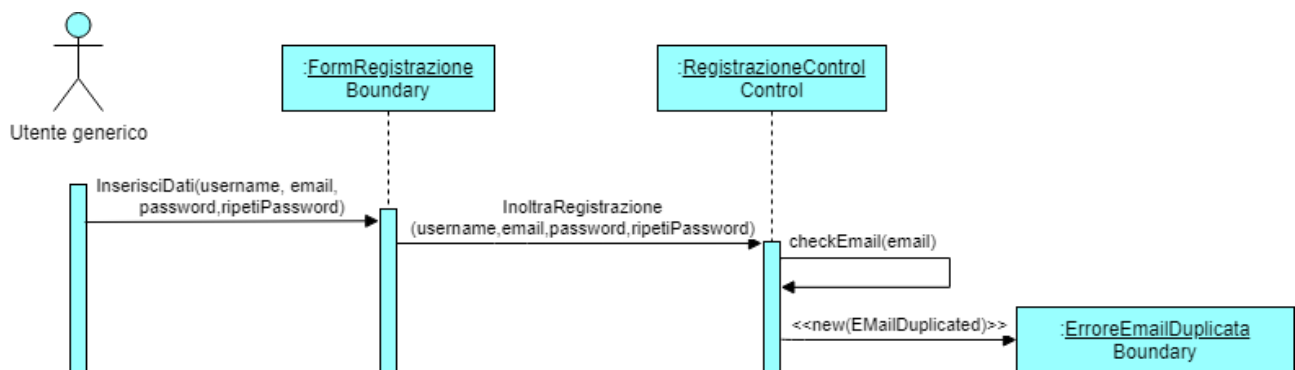 :FormRegistrazione
Boundary
:RegistrazioneControl
Control
Utente generico
InserisciDati(username, email,
password,ripetiPassword)
InoltraRegistrazione
(username,email,password,ripetiPassword)
checkEmail(email)
<<new(EMailDuplicated)>>
:ErroreEmailDuplicata
Boundary